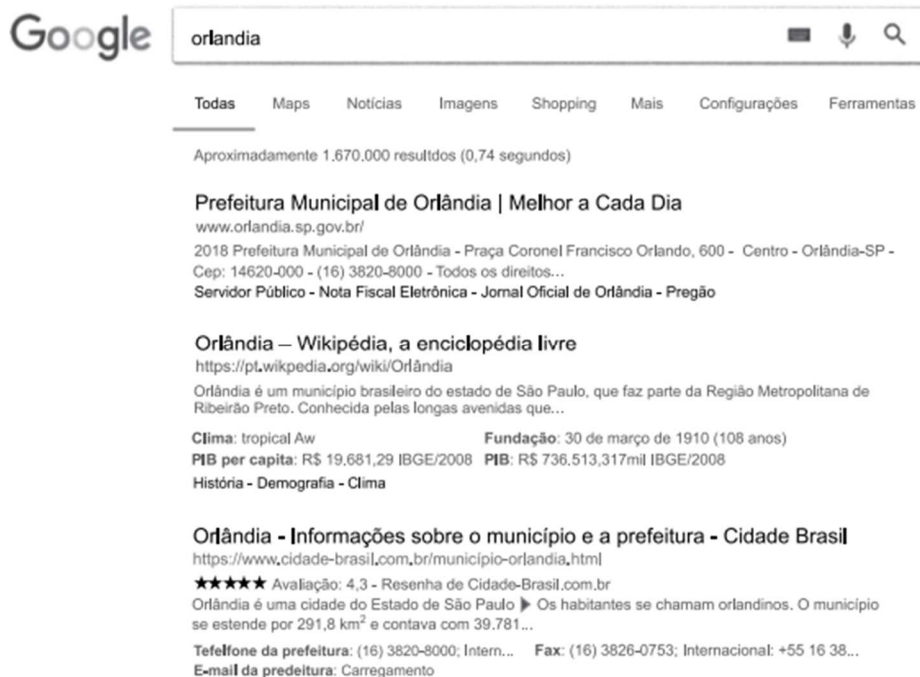 Google
orlandia
Todas Maps Notícias Imagens Shopping Mais Configurações Ferramentas
Aproximadamente 1.670.000 resultdos (0,74 segundos)
Prefeitura Municipal de Orlândia | Melhor a Cada Dia
www.orlandia.sp.gov.br/
2018 Prefeitura Municipal de Orlândia - Praça Coronel Francisco Orlando, 600 - Centro - Orlândia-SP -
Cep: 14620-000 - (16) 3820-8000 - Todos os direitos...
Servidor Público - Nota Fiscal Eletrônica - Jornal Oficial de Orlândia - Pregão
Orlândia – Wikipédia, a enciclopédia livre
https://pt.wikpedia.org/wiki/Orlândia
Orlândia é um município brasileiro do estado de São Paulo, que faz parte da Região Metropolitana de
Ribeirão Preto. Conhecida pelas longas avenidas que...
Clima: tropical Aw Fundação: 30 de março de 1910 (108 anos)
PIB per capita: R$ 19.681,29 IBGE/2008 PIB: R$ 736.513,317mil IBGE/2008
História - Demografia - Clima
Orlândia - Informações sobre o município e a prefeitura - Cidade Brasil
https://www.cidade-brasil.com.br/município-orlandia.html
★★★★★ Avaliação: 4,3 - Resenha de Cidade-Brasil.com.br
Orlândia é uma cidade do Estado de São Paulo ▶ Os habitantes se chamam orlandinos. O município
se estende por 291,8 km² e contava com 39.781...
Tefelfone da prefeitura: (16) 3820-8000; Intern... Fax: (16) 3826-0753; Internacional: +55 16 38...
E-mail da predeitura: Carregamento